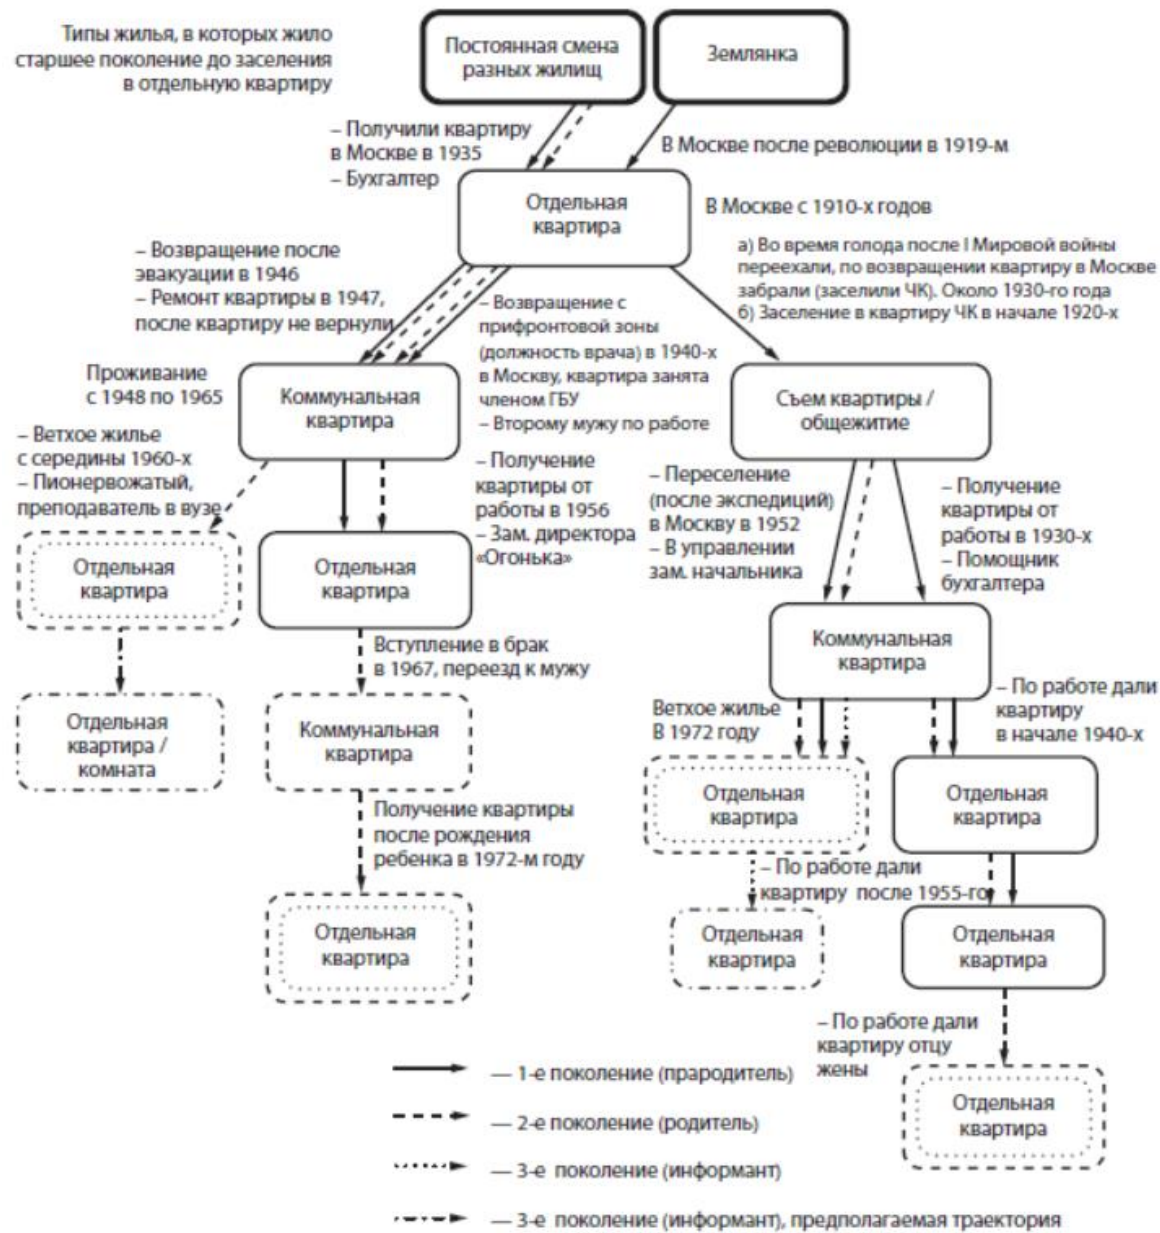 Типы жилья, в которых жило
старшее поколение до заселения
в отдельную квартиру
Постоянная смена
разных жилищ
Землянка
– Получили квартиру
в Москве в 1935
– Бухгалтер
В Москве после революции в 1919-м
Отдельная
квартира
В Москве с 1910-х годов
– Возвращение после
эвакуации в 1946
– Ремонт квартиры в 1947,
после квартиру не вернули
а) Во время голода после I Мировой войны
переехали, по возвращении квартиру в Москве
забрали (заселили ЧК). Около 1930-го года
б) Заселение в квартиру ЧК в начале 1920-х
– Возвращение с
прифронтовой зоны
(должность врача) в 1940-х
в Москву, квартира занята
членом ГБУ
– Второму мужу по работе
Проживание
с 1948 по 1965
Коммунальная
квартира
Съем квартиры /
общежитие
– Ветхое жилье
с середины 1960-х
– Пионервожатый,
преподаватель в вузе
– Получение
квартиры от
работы в 1956
– Зам. директора
«Огонька»
– Переселение
(после экспедиций)
в Москву в 1952
– В управлении
зам. начальника
– Получение
квартиры от
работы в 1930-х
– Помощник
бухгалтера
Отдельная
квартира
Отдельная
квартира
Коммунальная
квартира
Вступление в брак
в 1967, переезд к мужу
Отдельная
квартира /
комната
Коммунальная
квартира
Ветхое жилье
В 1972 году
– По работе дали
квартиру
в начале 1940-х
Отдельная
квартира
Отдельная
квартира
Получение квартиры
после рождения
ребенка в 1972-м году
– По работе дали
квартиру после 1955-го
Отдельная
квартира
Отдельная
квартира
Отдельная
квартира
– По работе дали
квартиру отцу
жены
Отдельная
квартира
— 1-е поколение (прародитель)
— 2-е поколение (родитель)
— 3-е поколение (информант)
— 3-е поколение (информант), предполагаемая траектория